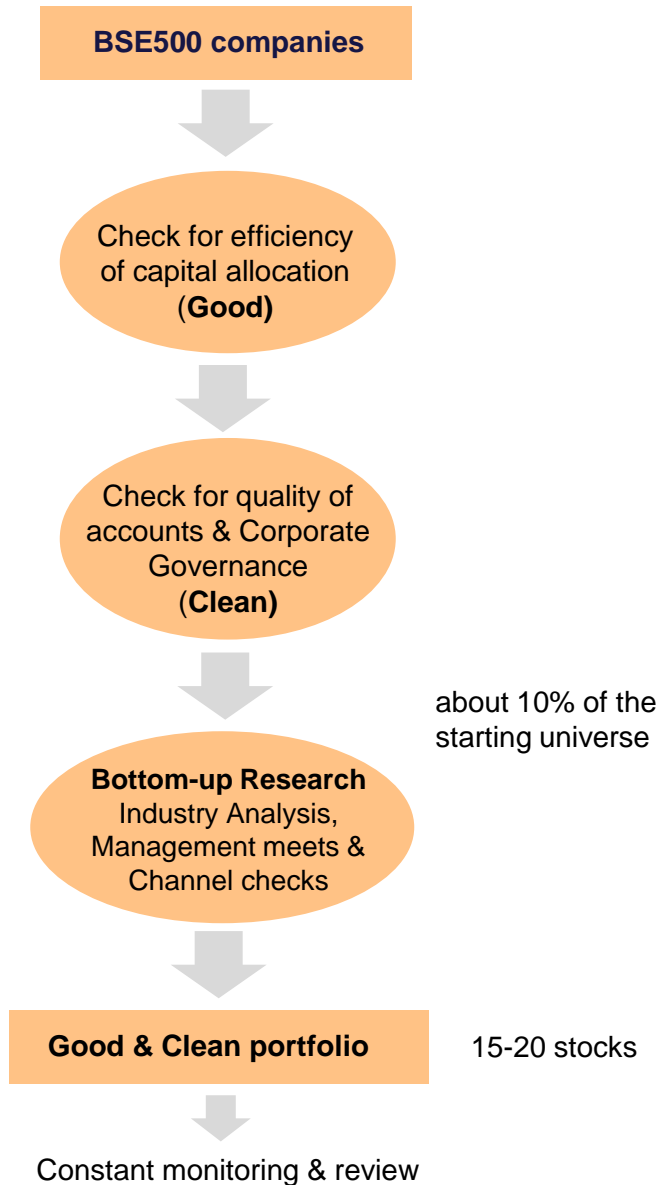 BSE500 companies
Check for efficiency
of capital allocation
(Good)
Check for quality of
accounts & Corporate
Governance
(Clean)
about 10% of the
starting universe
Bottom-up Research
Industry Analysis,
Management meets &
Channel checks
Good & Clean portfolio
15-20 stocks
Constant monitoring & review